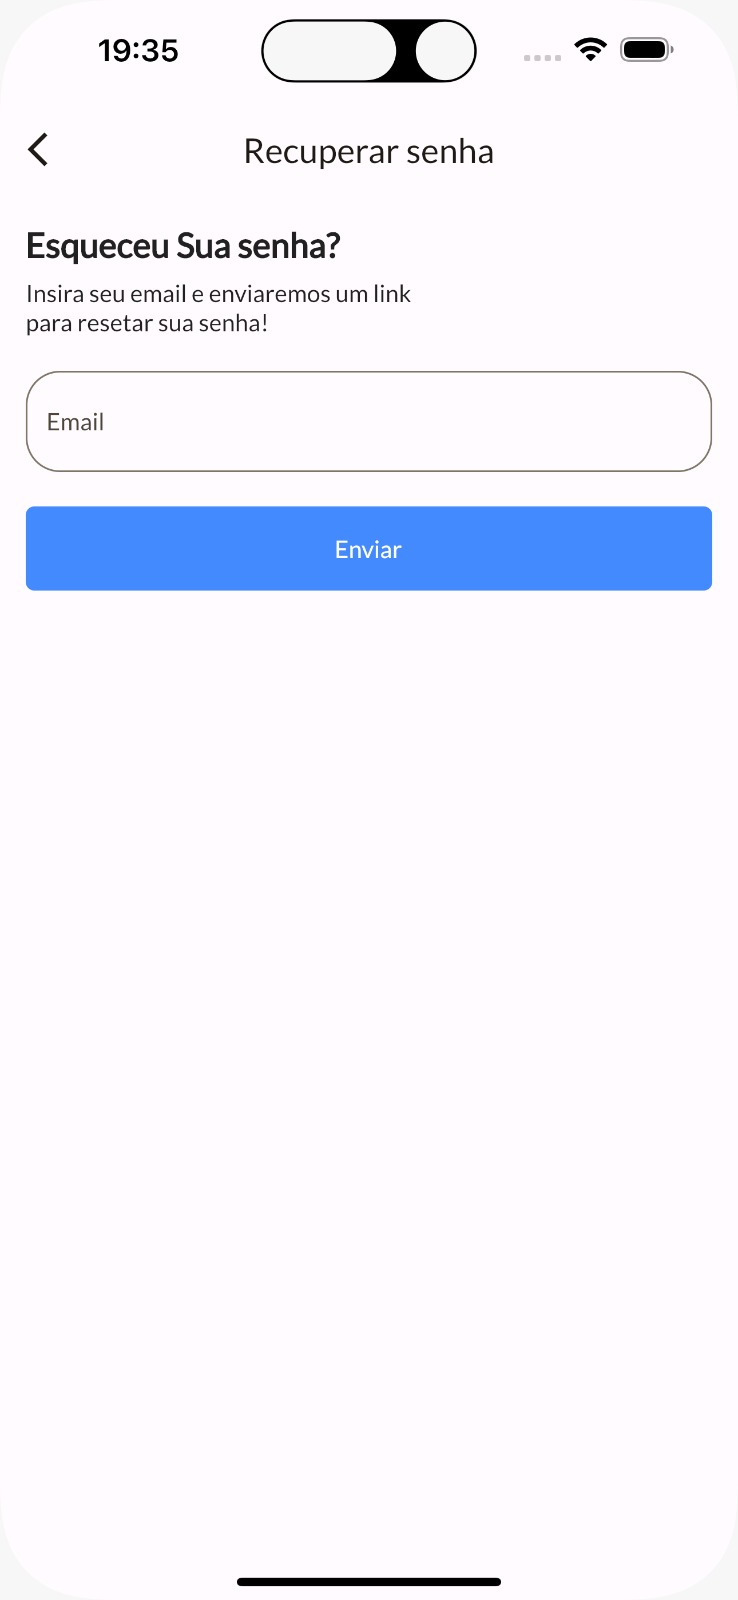 19:35
Recuperar senha
Esqueceu Sua senha?
Insira seu email e enviaremos um link
para resetar sua senha!
Email
Enviar